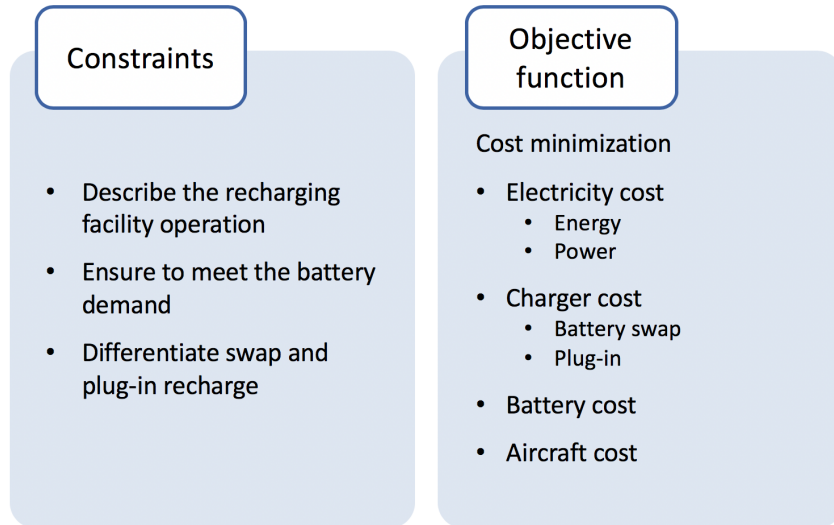 Constraints
• Describe the recharging
facility operation
• Ensure to meet the battery
demand
• Differentiate swap and
plug-in recharge
Objective
function
Cost minimization
• Electricity cost
• Energy
• Power
• Charger cost
• Battery swap
• Plug-in
• Battery cost
• Aircraft cost